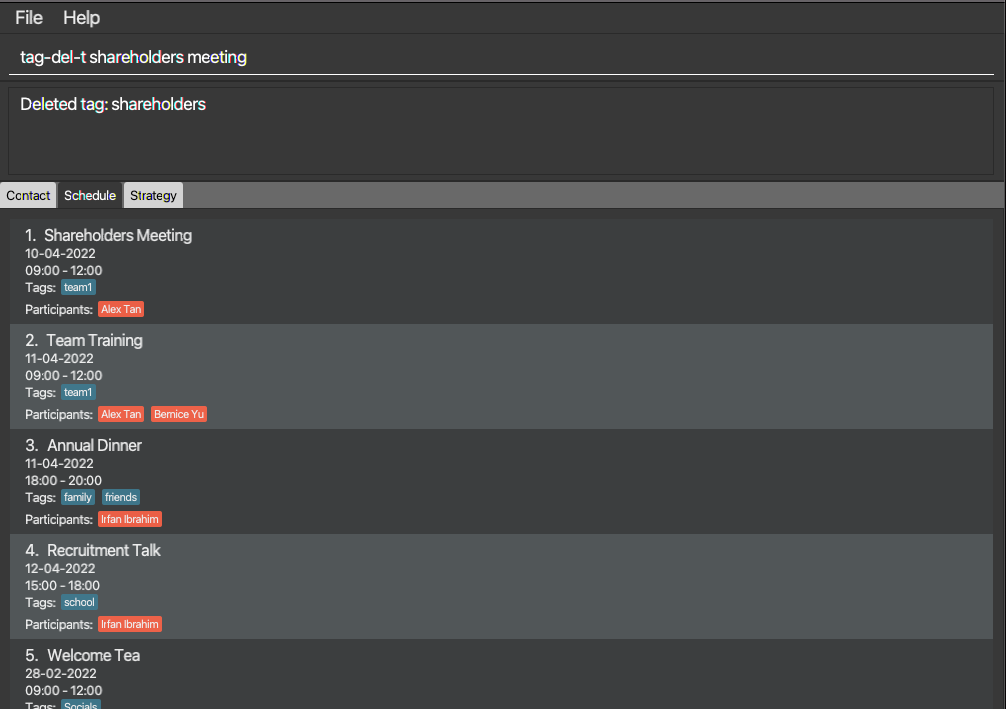 File Help
tag-del-t shareholders meeting
Deleted tag: shareholders
Contact Schedule Strategy
1. Shareholders Meeting
10-04-2022
09:00 - 12:00
Tags: team1
Participants: Alex Tan
2. Team Training
11-04-2022
09:00 - 12:00
Tags: team1
Participants: Alex Tan Bernice Yu
3. Annual Dinner
11-04-2022
18:00 - 20:00
Tags: family friends
Participants: Irfan Ibrahim
4. Recruitment Talk
12-04-2022
15:00 - 18:00
Tags: school
Participants: Irfan Ibrahim
5. Welcome Tea
28-02-2022
09:00 - 12:00
Tags: Socials